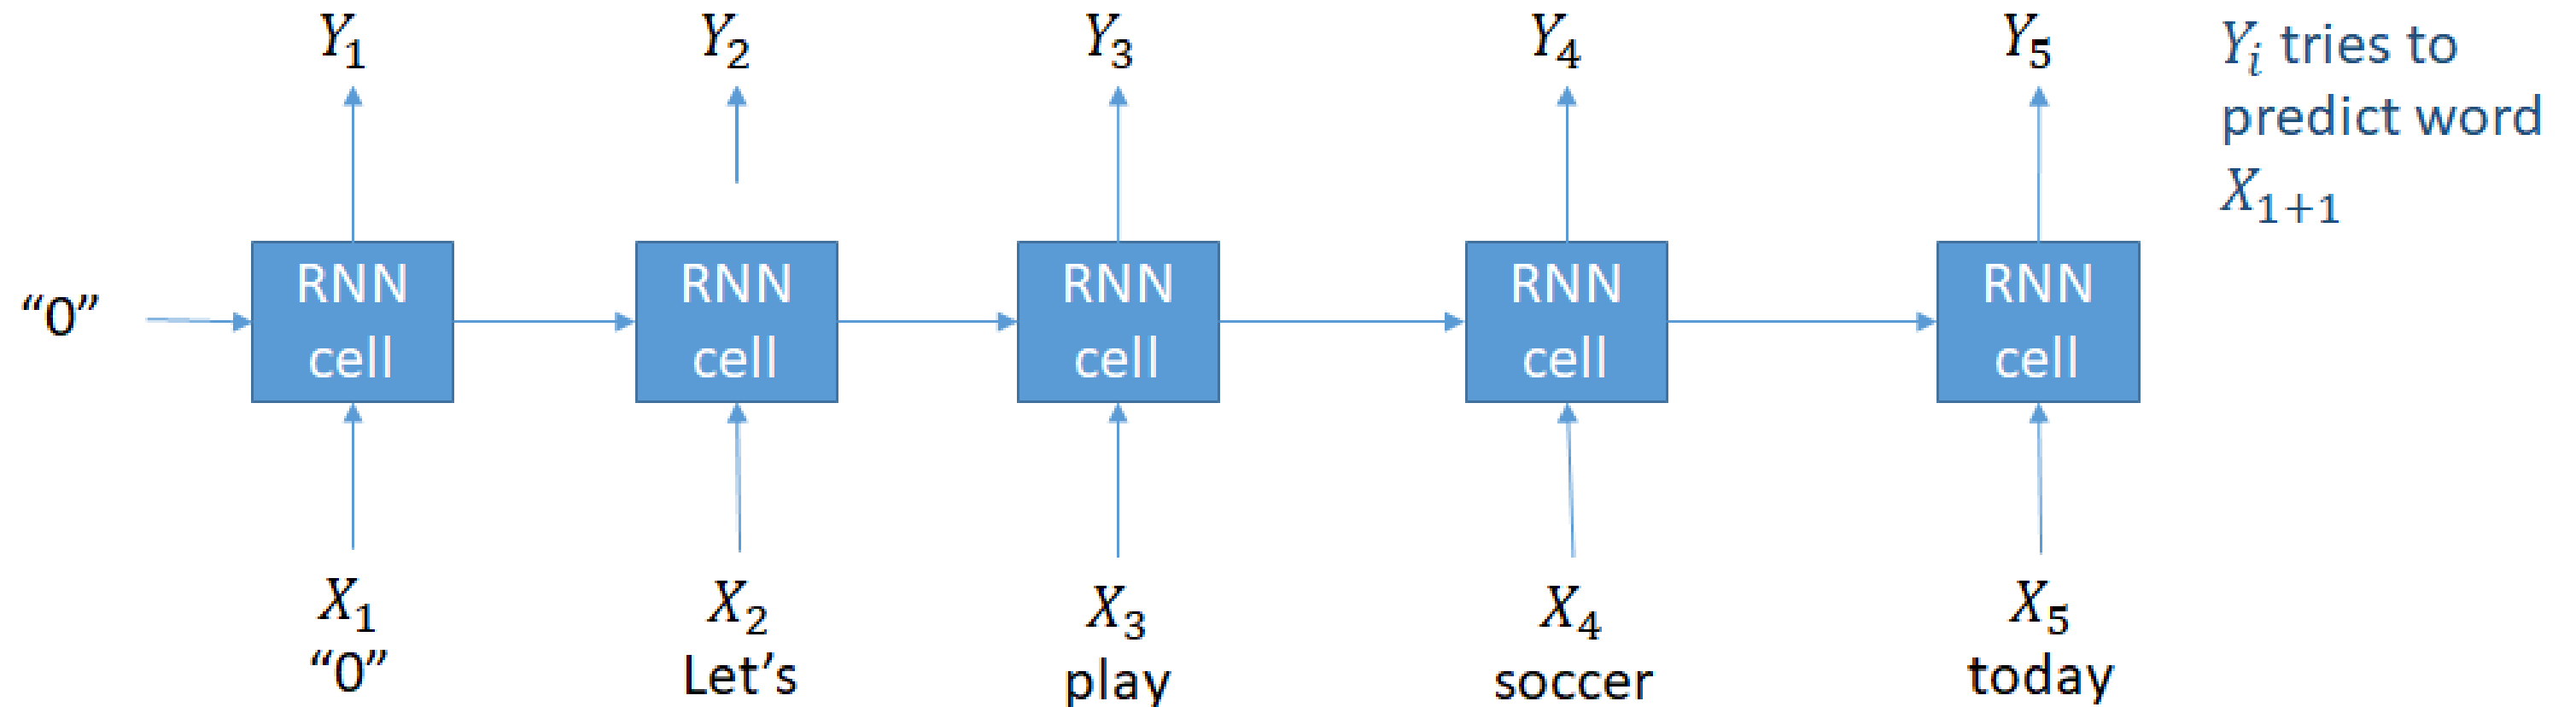 Y₁ Y₂ Y₃ Y₄ Y₅
Yᵢ tries to
predict word
X₁₊₁
“0”
RNN cell
RNN cell
RNN cell
RNN cell
RNN cell
X₁ X₂ X₃ X₄ X₅
“0” Let’s play soccer today